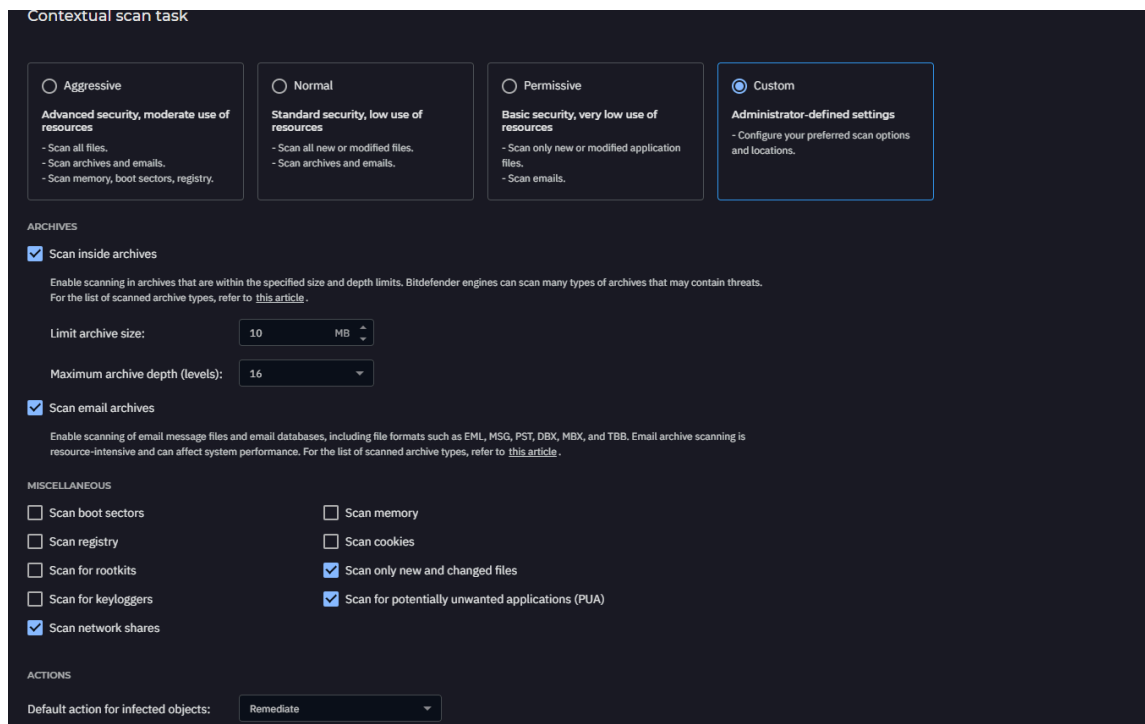 Contextual scan task
Aggressive
Advanced security, moderate use of
resources
- Scan all files.
- Scan archives and emails.
- Scan memory, boot sectors, registry.
Normal
Standard security, low use of
resources
- Scan all new or modified files.
- Scan archives and emails.
Permissive
Basic security, very low use of
resources
- Scan only new or modified application
files.
- Scan emails.
Custom
Administrator-defined settings
- Configure your preferred scan options
and locations.
ARCHIVES
Scan inside archives
Enable scanning in archives that are within the specified size and depth limits. Bitdefender engines can scan many types of archives that may contain threats.
For the list of scanned archive types, refer to this article .
Limit archive size: 10 MB
Maximum archive depth (levels): 16
Scan email archives
Enable scanning of email message files and email databases, including file formats such as EML, MSG, PST, DBX, MBX, and TBB. Email archive scanning is
resource-intensive and can affect system performance. For the list of scanned archive types, refer to this article .
MISCELLANEOUS
Scan boot sectors
Scan memory
Scan registry
Scan cookies
Scan for rootkits
Scan only new and changed files
Scan for keyloggers
Scan for potentially unwanted applications (PUA)
Scan network shares
ACTIONS
Default action for infected objects: Remediate